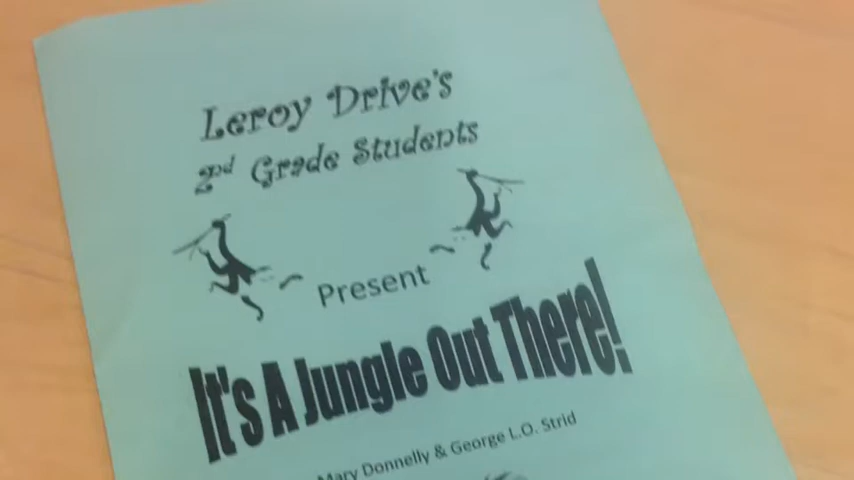 Leroy Drive's
2nd Grade Students
Present
It's A Jungle Out There!
Mary Donnelly & George L.O. Strid